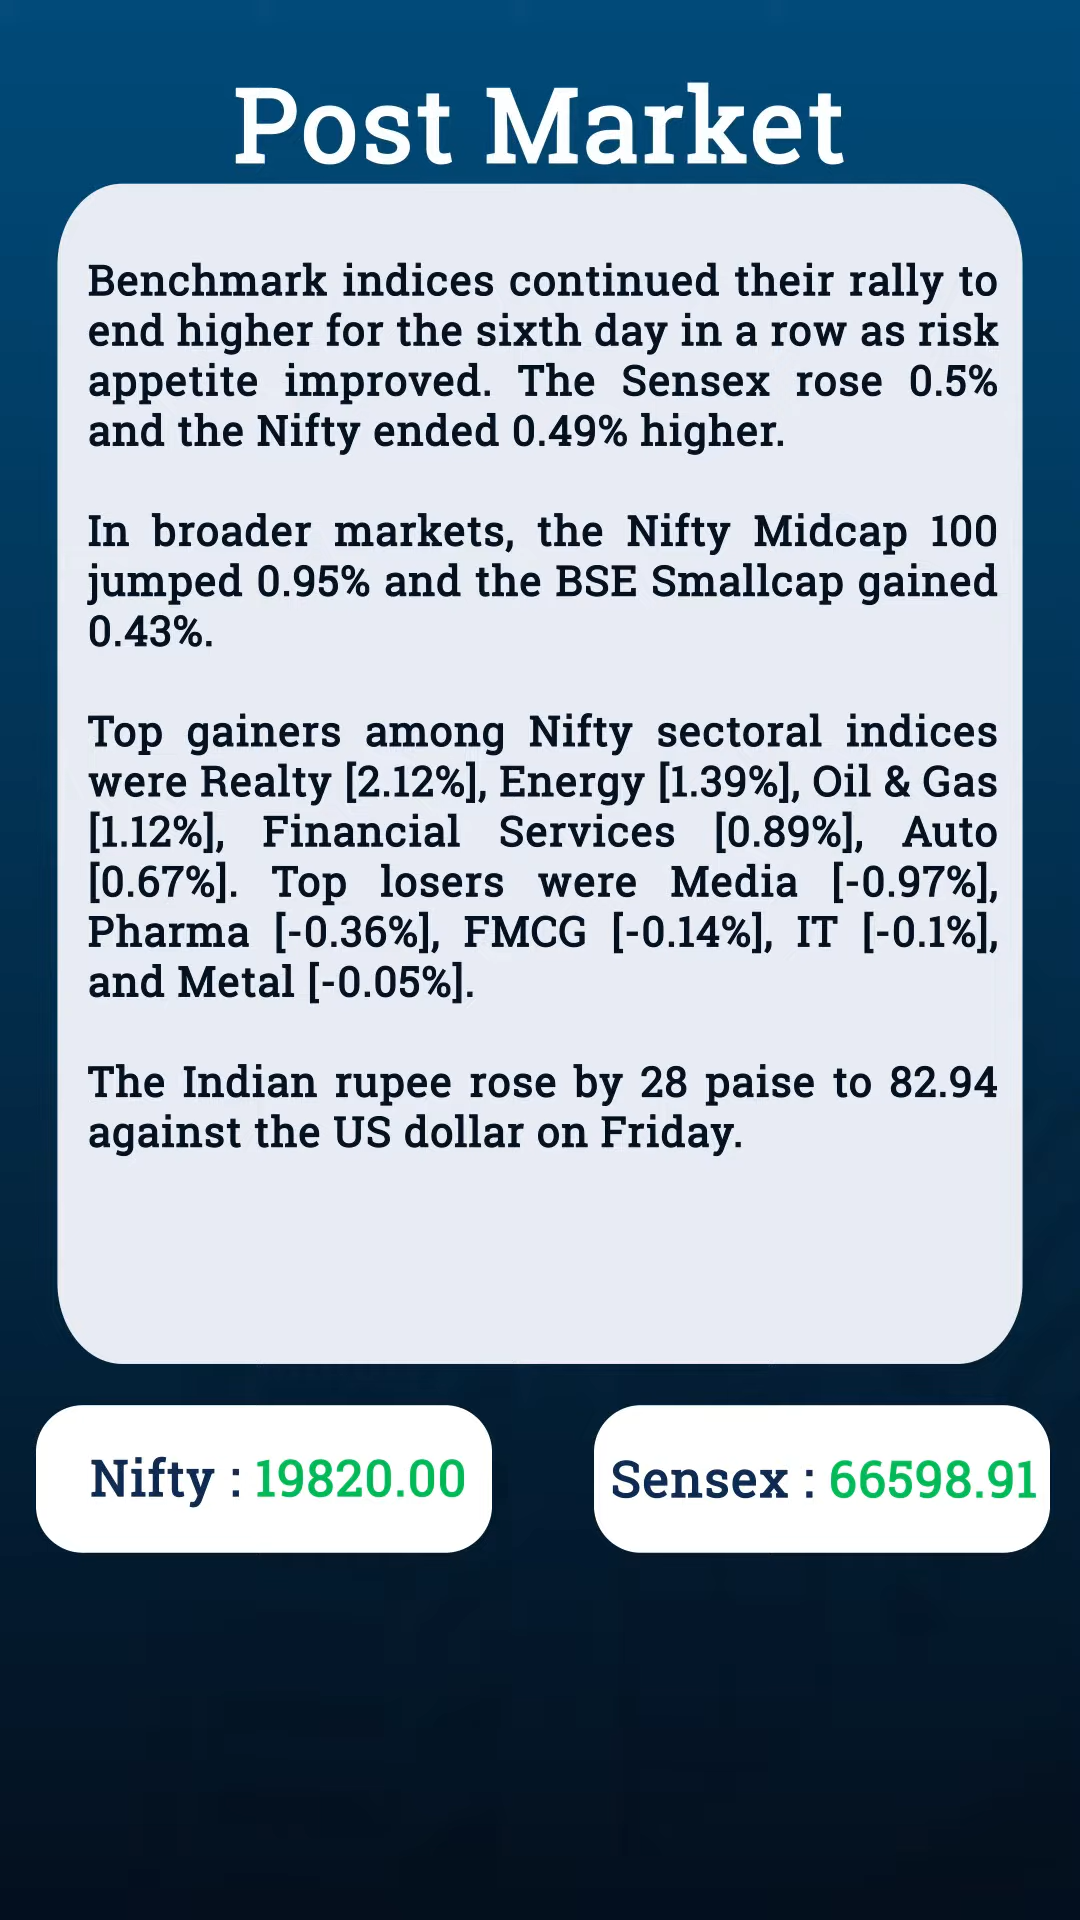 Post Market
Benchmark indices continued their rally to
end higher for the sixth day in a row as risk
appetite improved. The Sensex rose 0.5%
and the Nifty ended 0.49% higher.
In broader markets, the Nifty Midcap 100
jumped 0.95% and the BSE Smallcap gained
0.43%.
Top gainers among Nifty sectoral indices
were Realty [2.12%], Energy [1.39%], Oil & Gas
[1.12%], Financial Services [0.89%], Auto
[0.67%]. Top losers were Media [-0.97%],
Pharma [-0.36%], FMCG [-0.14%], IT [-0.1%],
and Metal [-0.05%].
The Indian rupee rose by 28 paise to 82.94
against the US dollar on Friday.
Nifty : 19820.00
Sensex : 66598.91